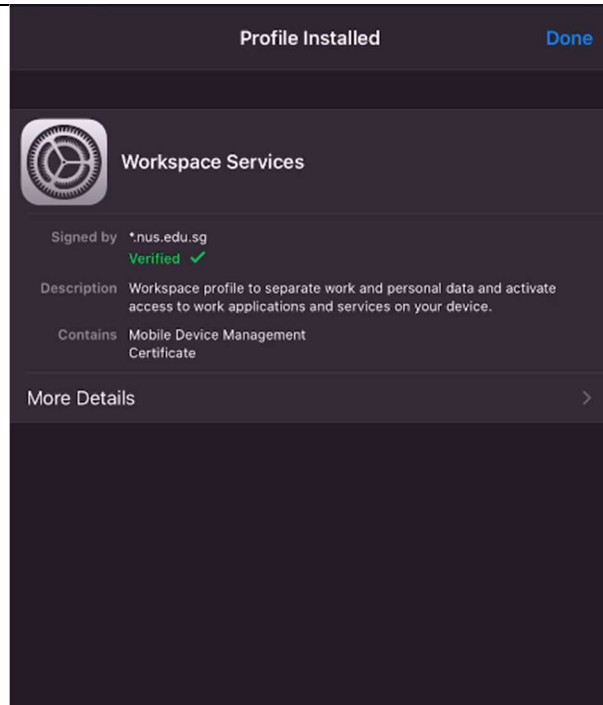 Profile Installed
Done
Workspace Services
Signed by *.nus.edu.sg
Verified ✓
Description Workspace profile to separate work and personal data and activate
access to work applications and services on your device.
Contains Mobile Device Management
Certificate
More Details